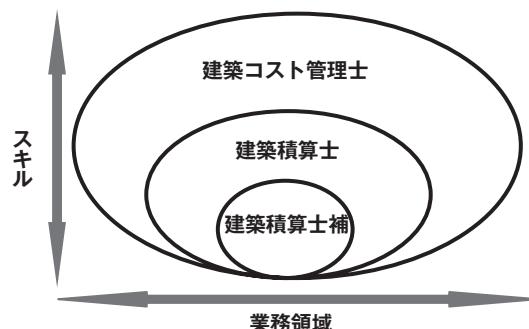 建築コスト管理士
建築積算士
建築積算士補
スキル
業務領域